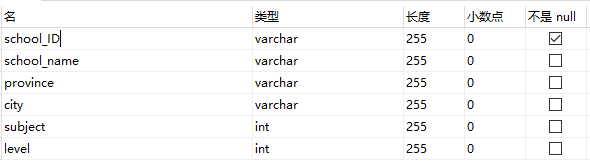 名 类型 长度 小数点 不是 null
school_ID varchar 255 0
school_name varchar 255 0
province varchar 255 0
city varchar 255 0
subject int 255 0
level int 255 0